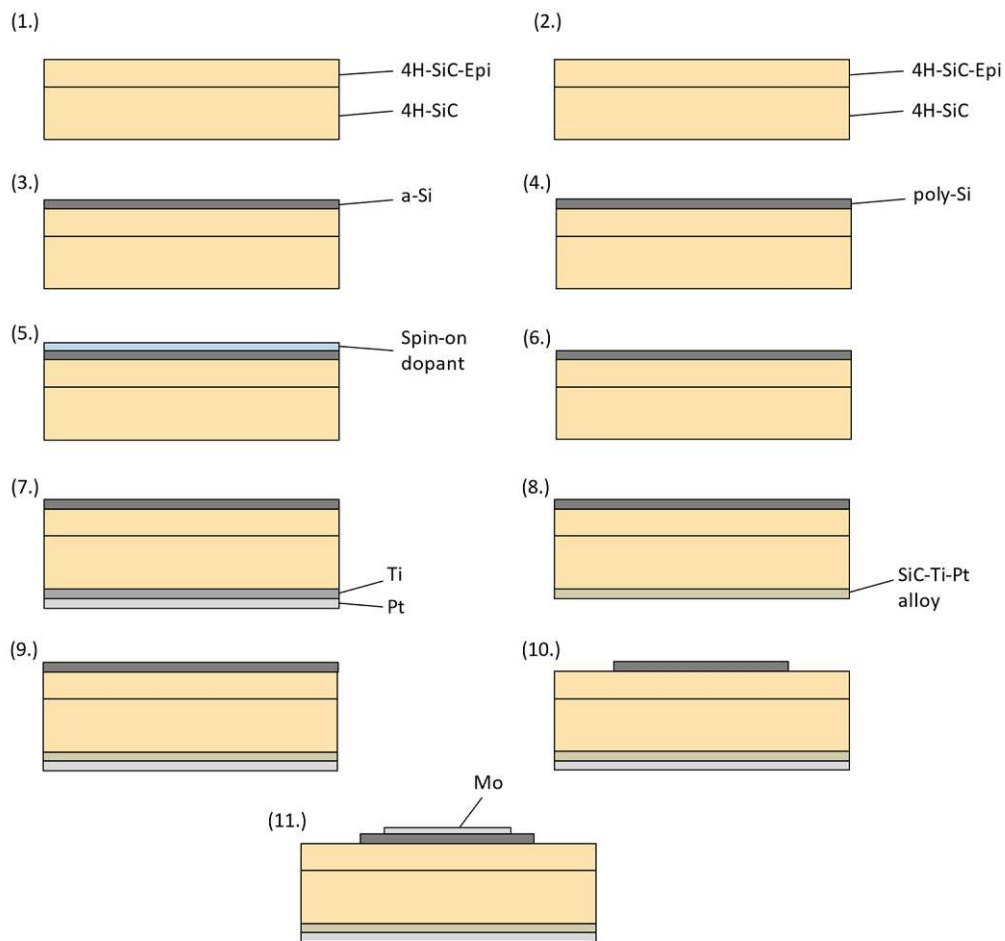 (1.)
4H-SiC-Epi
4H-SiC
(2.)
4H-SiC-Epi
4H-SiC
(3.)
a-Si
(4.)
poly-Si
(5.)
Spin-on
dopant
(6.)
(7.)
Ti
Pt
(8.)
SiC-Ti-Pt
alloy
(9.)
(10.)
(11.)
Mo